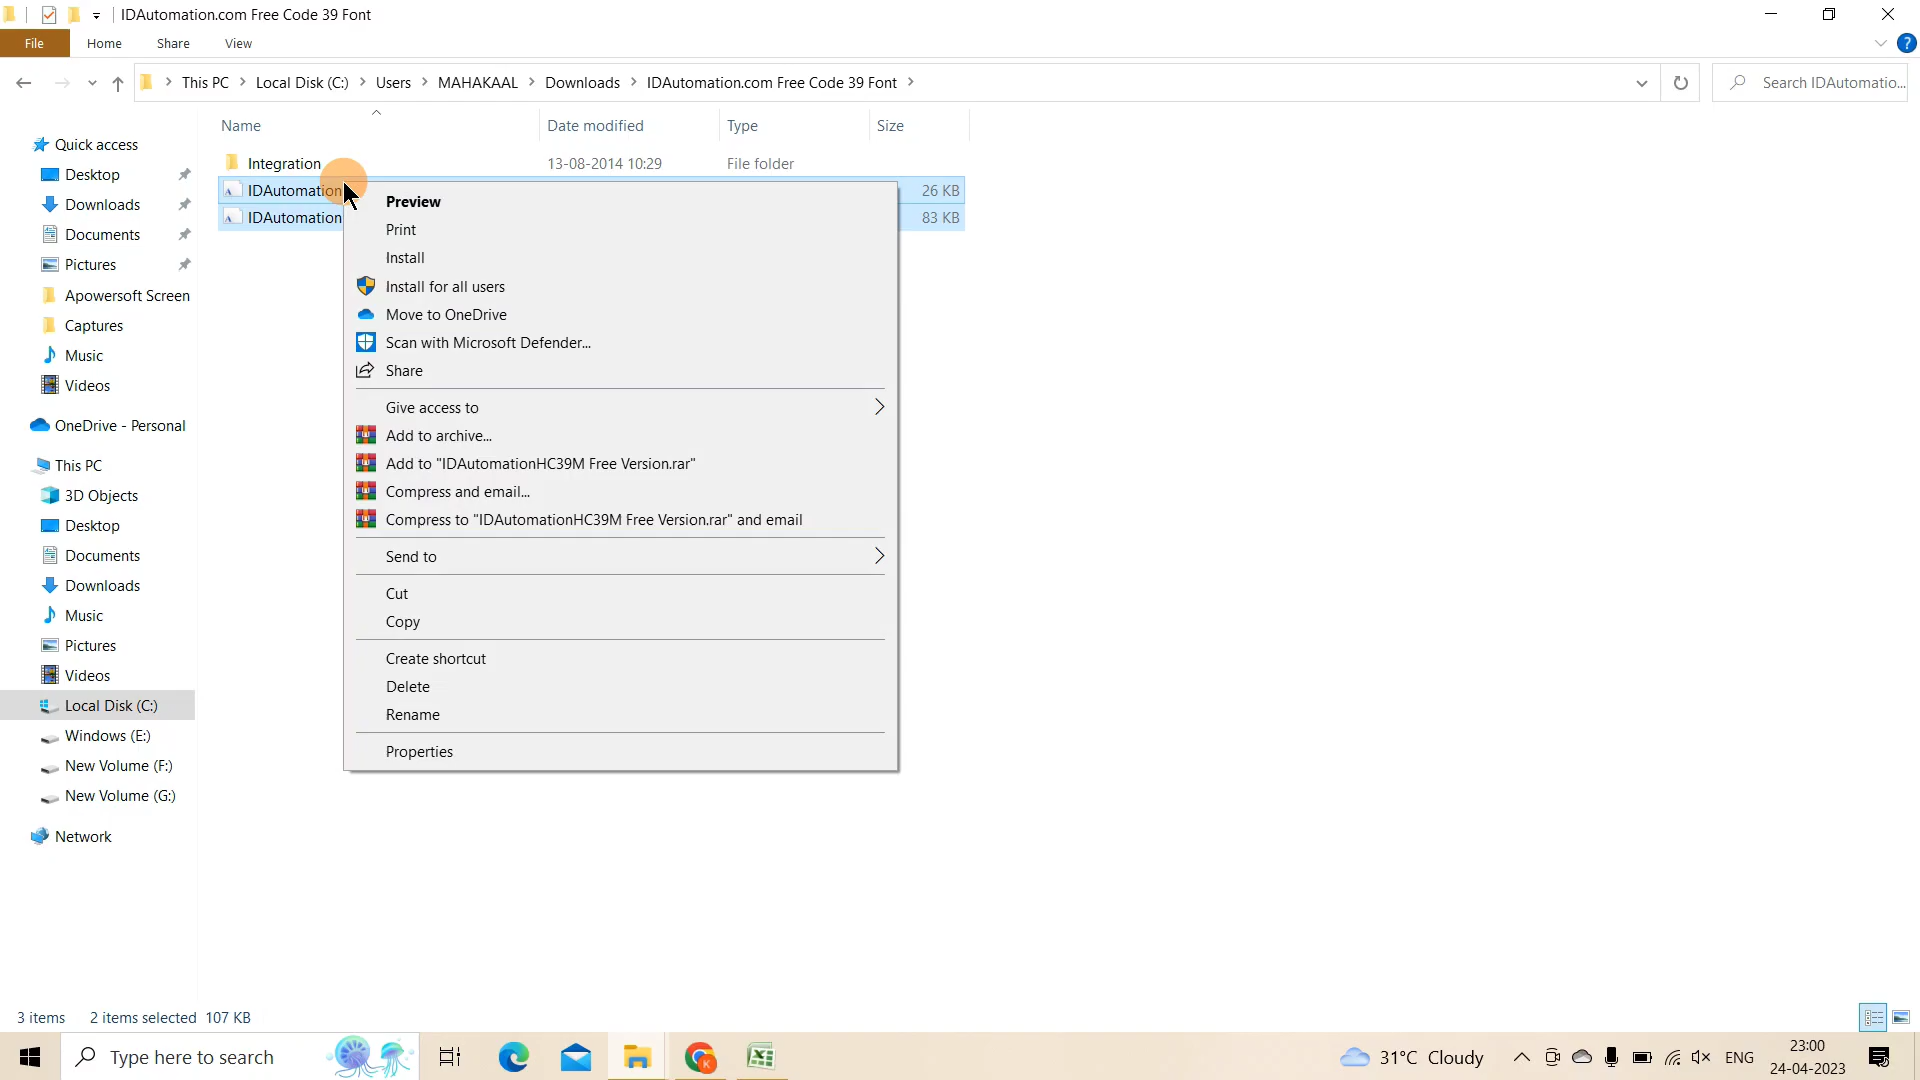 IDAutomation.com Free Code 39 Font
File Home Share View
This PC Local Disk (C:) Users MAHAKAAL Downloads IDAutomation.com Free Code 39 Font
Search IDAutomatio...
Name Date modified Type Size
Integration 13-08-2014 10:29 File folder
IDAutomation 26 KB
IDAutomation 83 KB
Preview
Print
Install
Install for all users
Move to OneDrive
Scan with Microsoft Defender...
Share
Give access to
Add to archive...
Add to "IDAutomationHC39M Free Version.rar"
Compress and email...
Compress to "IDAutomationHC39M Free Version.rar" and email
Send to
Cut
Copy
Create shortcut
Delete
Rename
Properties
Quick access
Desktop
Downloads
Documents
Pictures
Apowersoft Screen
Captures
Music
Videos
OneDrive - Personal
This PC
3D Objects
Desktop
Documents
Downloads
Music
Pictures
Videos
Local Disk (C:)
Windows (E:)
New Volume (F:)
New Volume (G:)
Network
3 items 2 items selected 107 KB
Type here to search
31°C Cloudy
ENG
23:00
24-04-2023